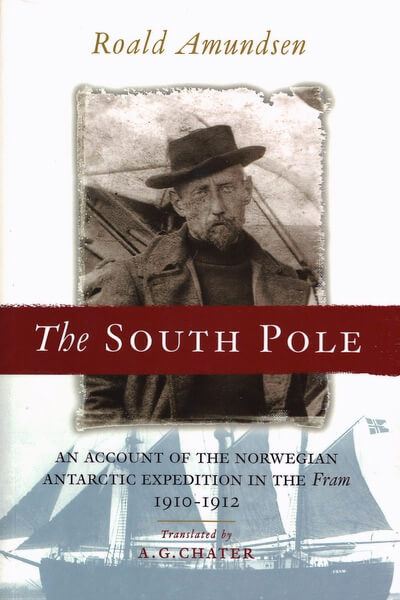 Roald Amundsen
The SOUTH POLE
AN ACCOUNT OF THE NORWEGIAN
ANTARCTIC EXPEDITION IN THE Fram
1910-1912
Translated by
A.G.CHATER